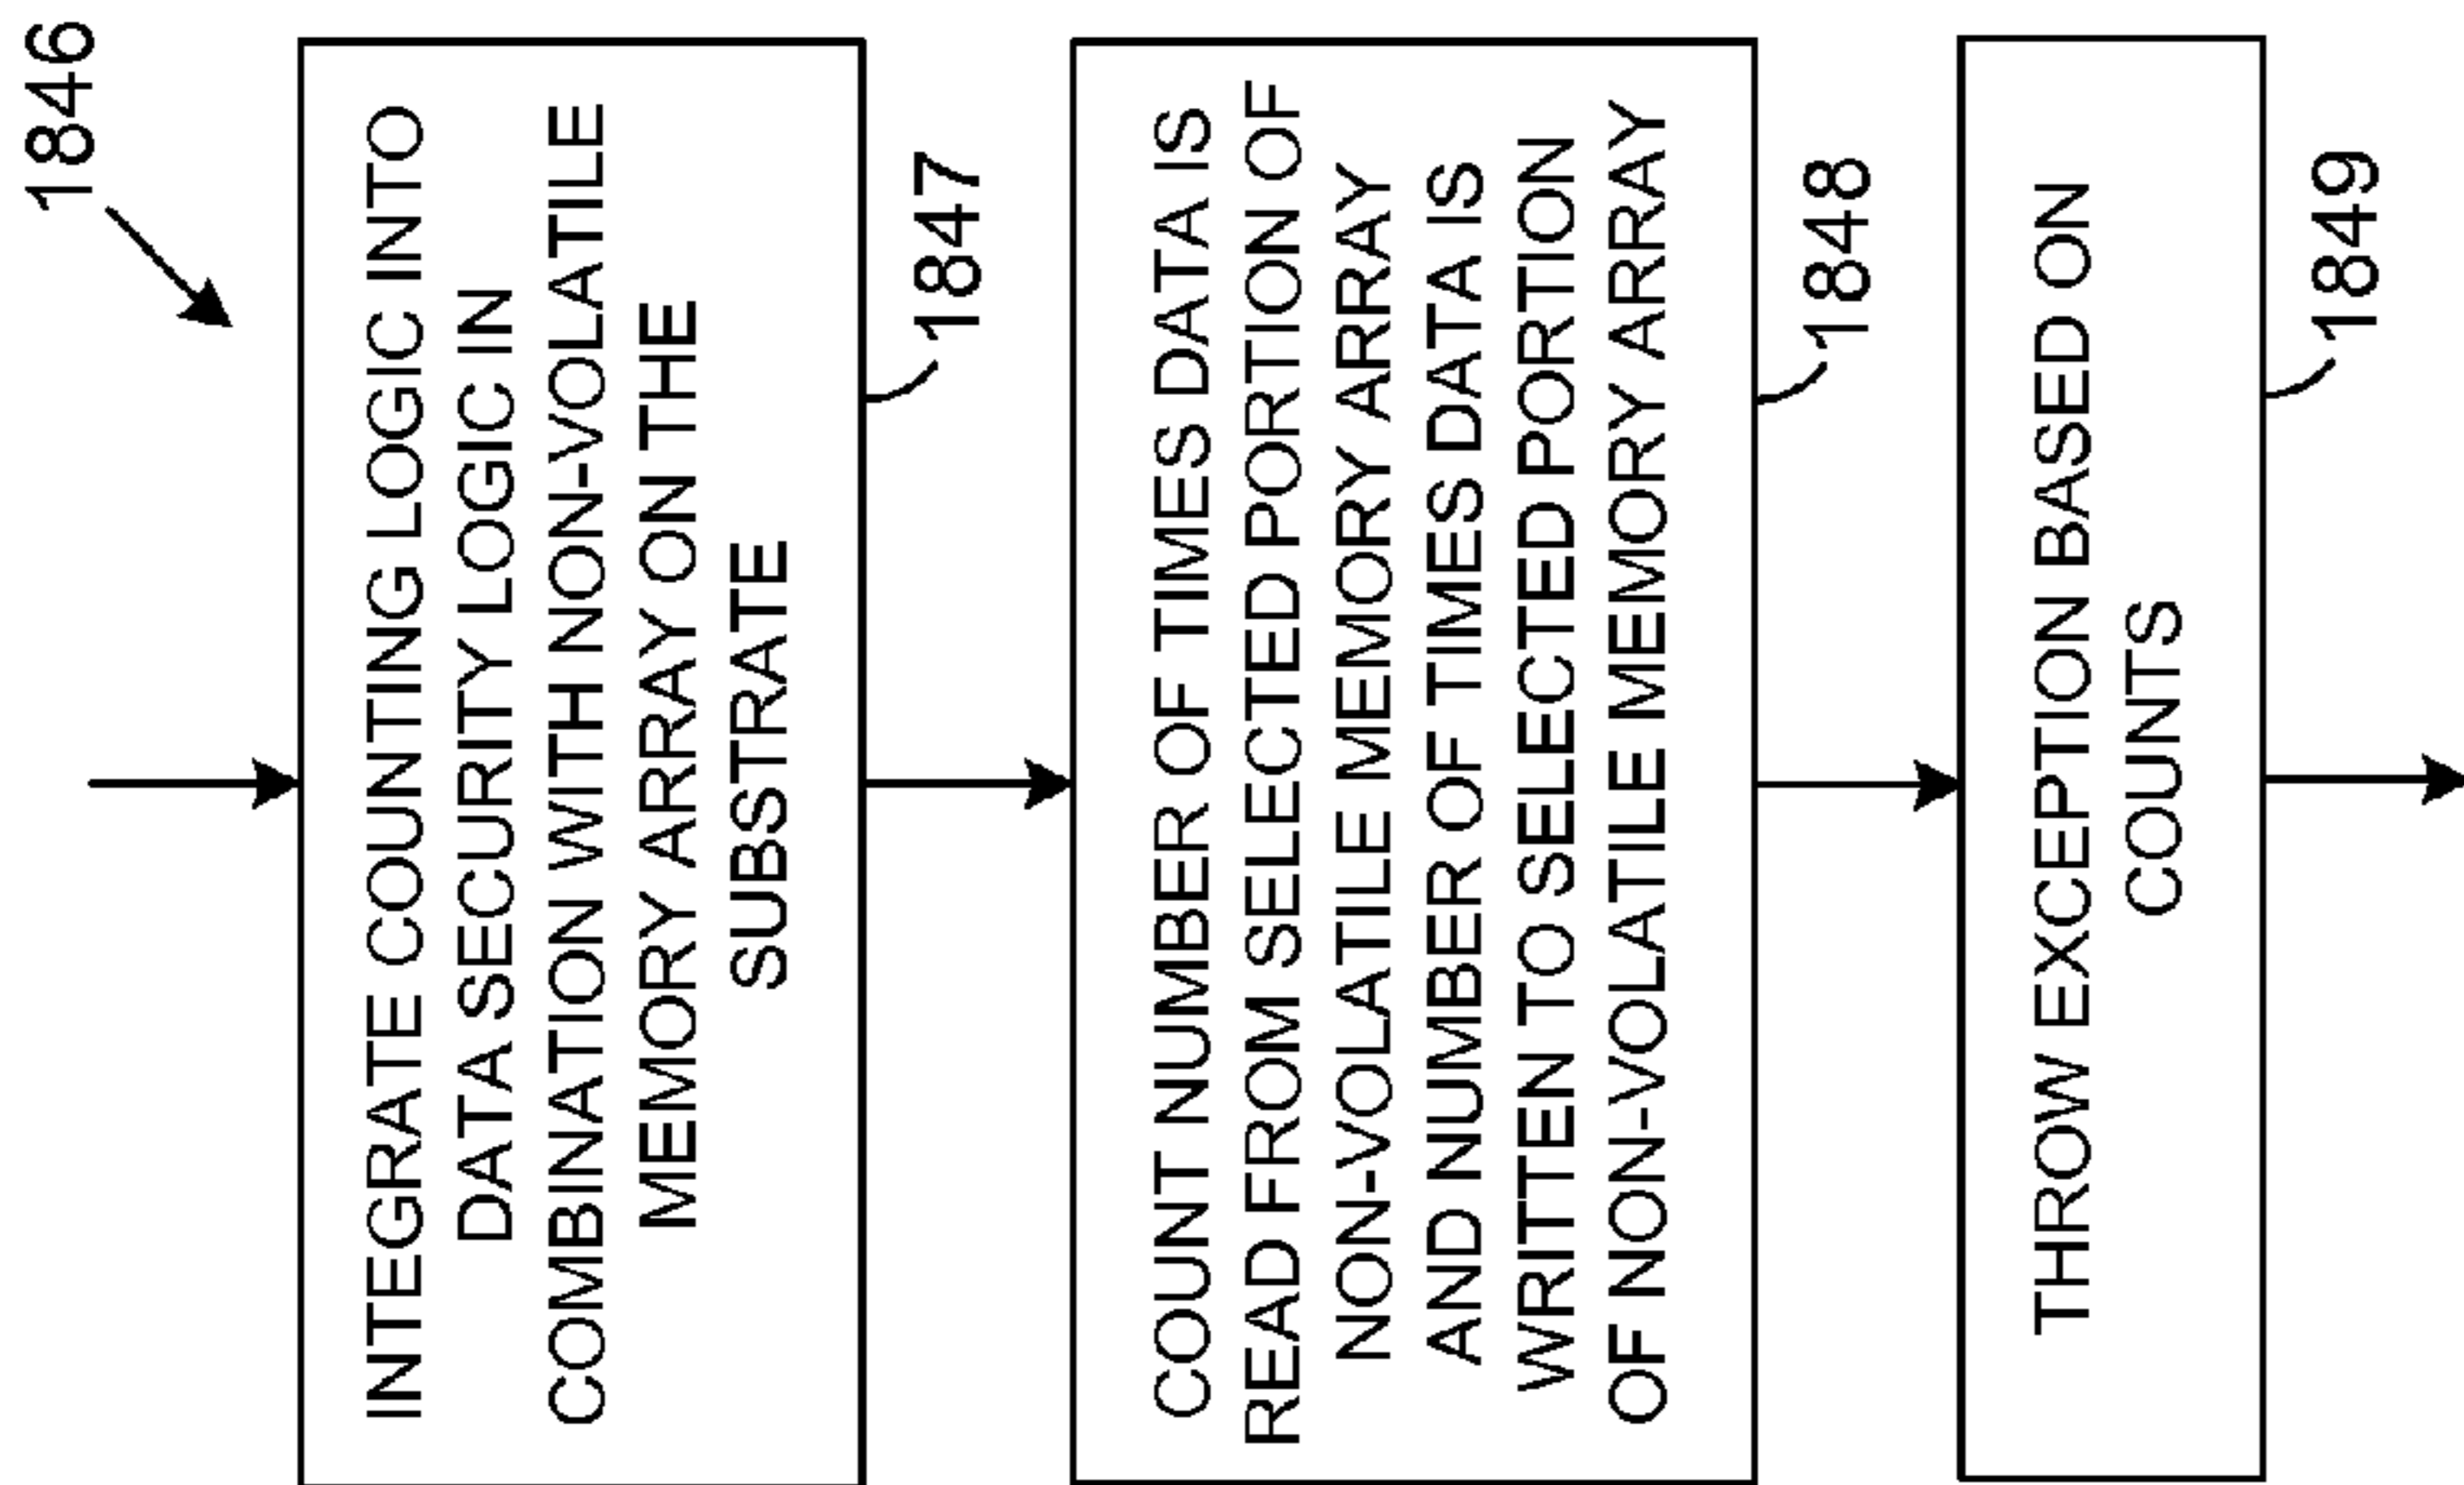 1846
INTEGRATE COUNTING LOGIC INTO
DATA SECURITY LOGIC IN
COMBINATION WITH NON-VOLATILE
MEMORY ARRAY ON THE
SUBSTRATE
1847
COUNT NUMBER OF TIMES DATA IS
READ FROM SELECTED PORTION OF
NON-VOLATILE MEMORY ARRAY
AND NUMBER OF TIMES DATA IS
WRITTEN TO SELECTED PORTION
OF NON-VOLATILE MEMORY ARRAY
1848
THROW EXCEPTION BASED ON
COUNTS
1849